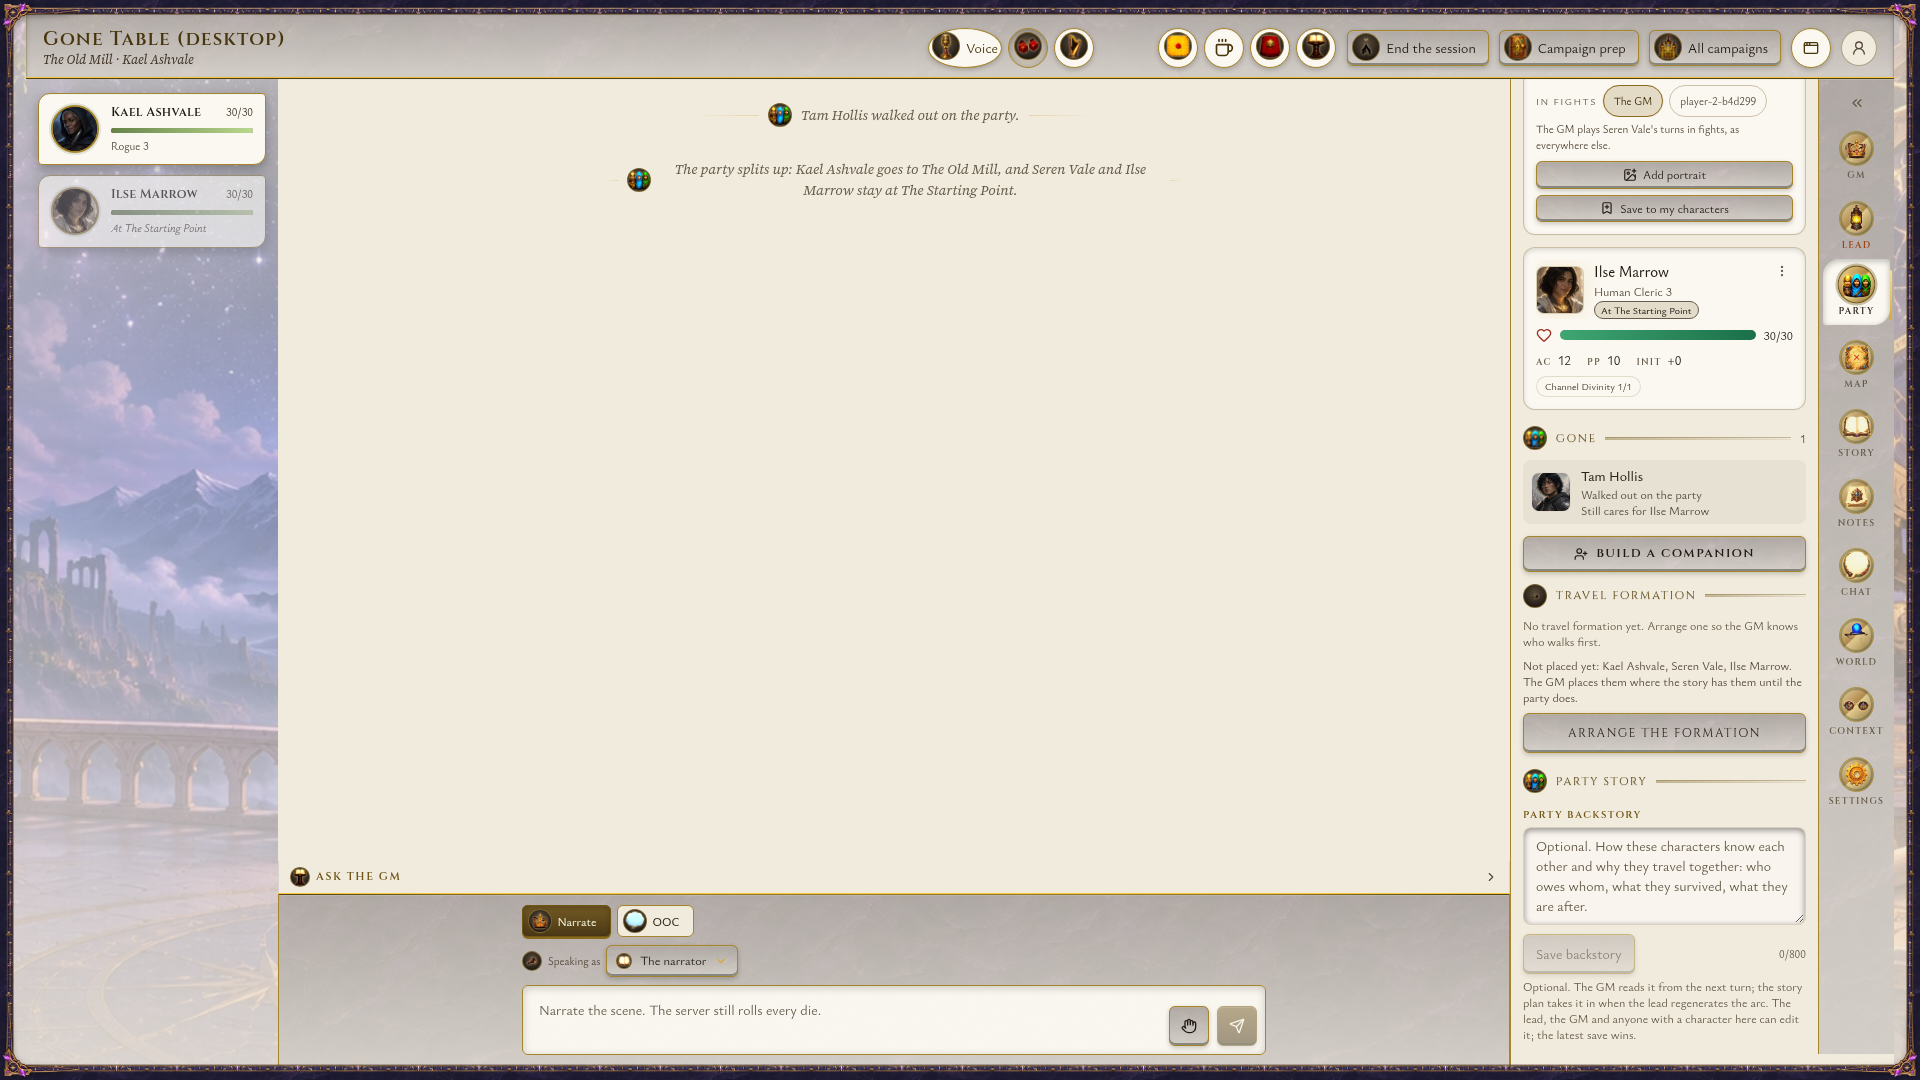 Gone Table (desktop)
The Old Mill · Kael Ashvale
Voice
End the session
Campaign prep
All campaigns
Kael Ashvale 30/30
Rogue 3
Ilse Marrow 30/30
At The Starting Point
Tam Hollis walked out on the party.
The party splits up: Kael Ashvale goes to The Old Mill, and Seren Vale and Ilse
Marrow stay at The Starting Point.
ASK THE GM
Narrate
OOC
Speaking as
The narrator
Narrate the scene. The server still rolls every die.
IN FIGHTS
The GM
player-2-b4d299
The GM plays Seren Vale's turns in fights, as
everywhere else.
Add portrait
Save to my characters
Ilse Marrow
Human Cleric 3
At The Starting Point
30/30
AC 12 PP 10 INIT +0
Channel Divinity 1/1
GONE 1
Tam Hollis
Walked out on the party
Still cares for Ilse Marrow
BUILD A COMPANION
TRAVEL FORMATION
No travel formation yet. Arrange one so the GM knows
who walks first.
Not placed yet: Kael Ashvale, Seren Vale, Ilse Marrow.
The GM places them where the story has them until the
party does.
ARRANGE THE FORMATION
PARTY STORY
PARTY BACKSTORY
Optional. How these characters know each
other and why they travel together: who
owes whom, what they survived, what they
are after.
Save backstory
0/800
Optional. The GM reads it from the next turn; the story
plan takes it in when the lead regenerates the arc. The
lead, the GM and anyone with a character here can edit
it; the latest save wins.
GM
LEAD
PARTY
MAP
STORY
NOTES
CHAT
WORLD
CONTEXT
SETTINGS